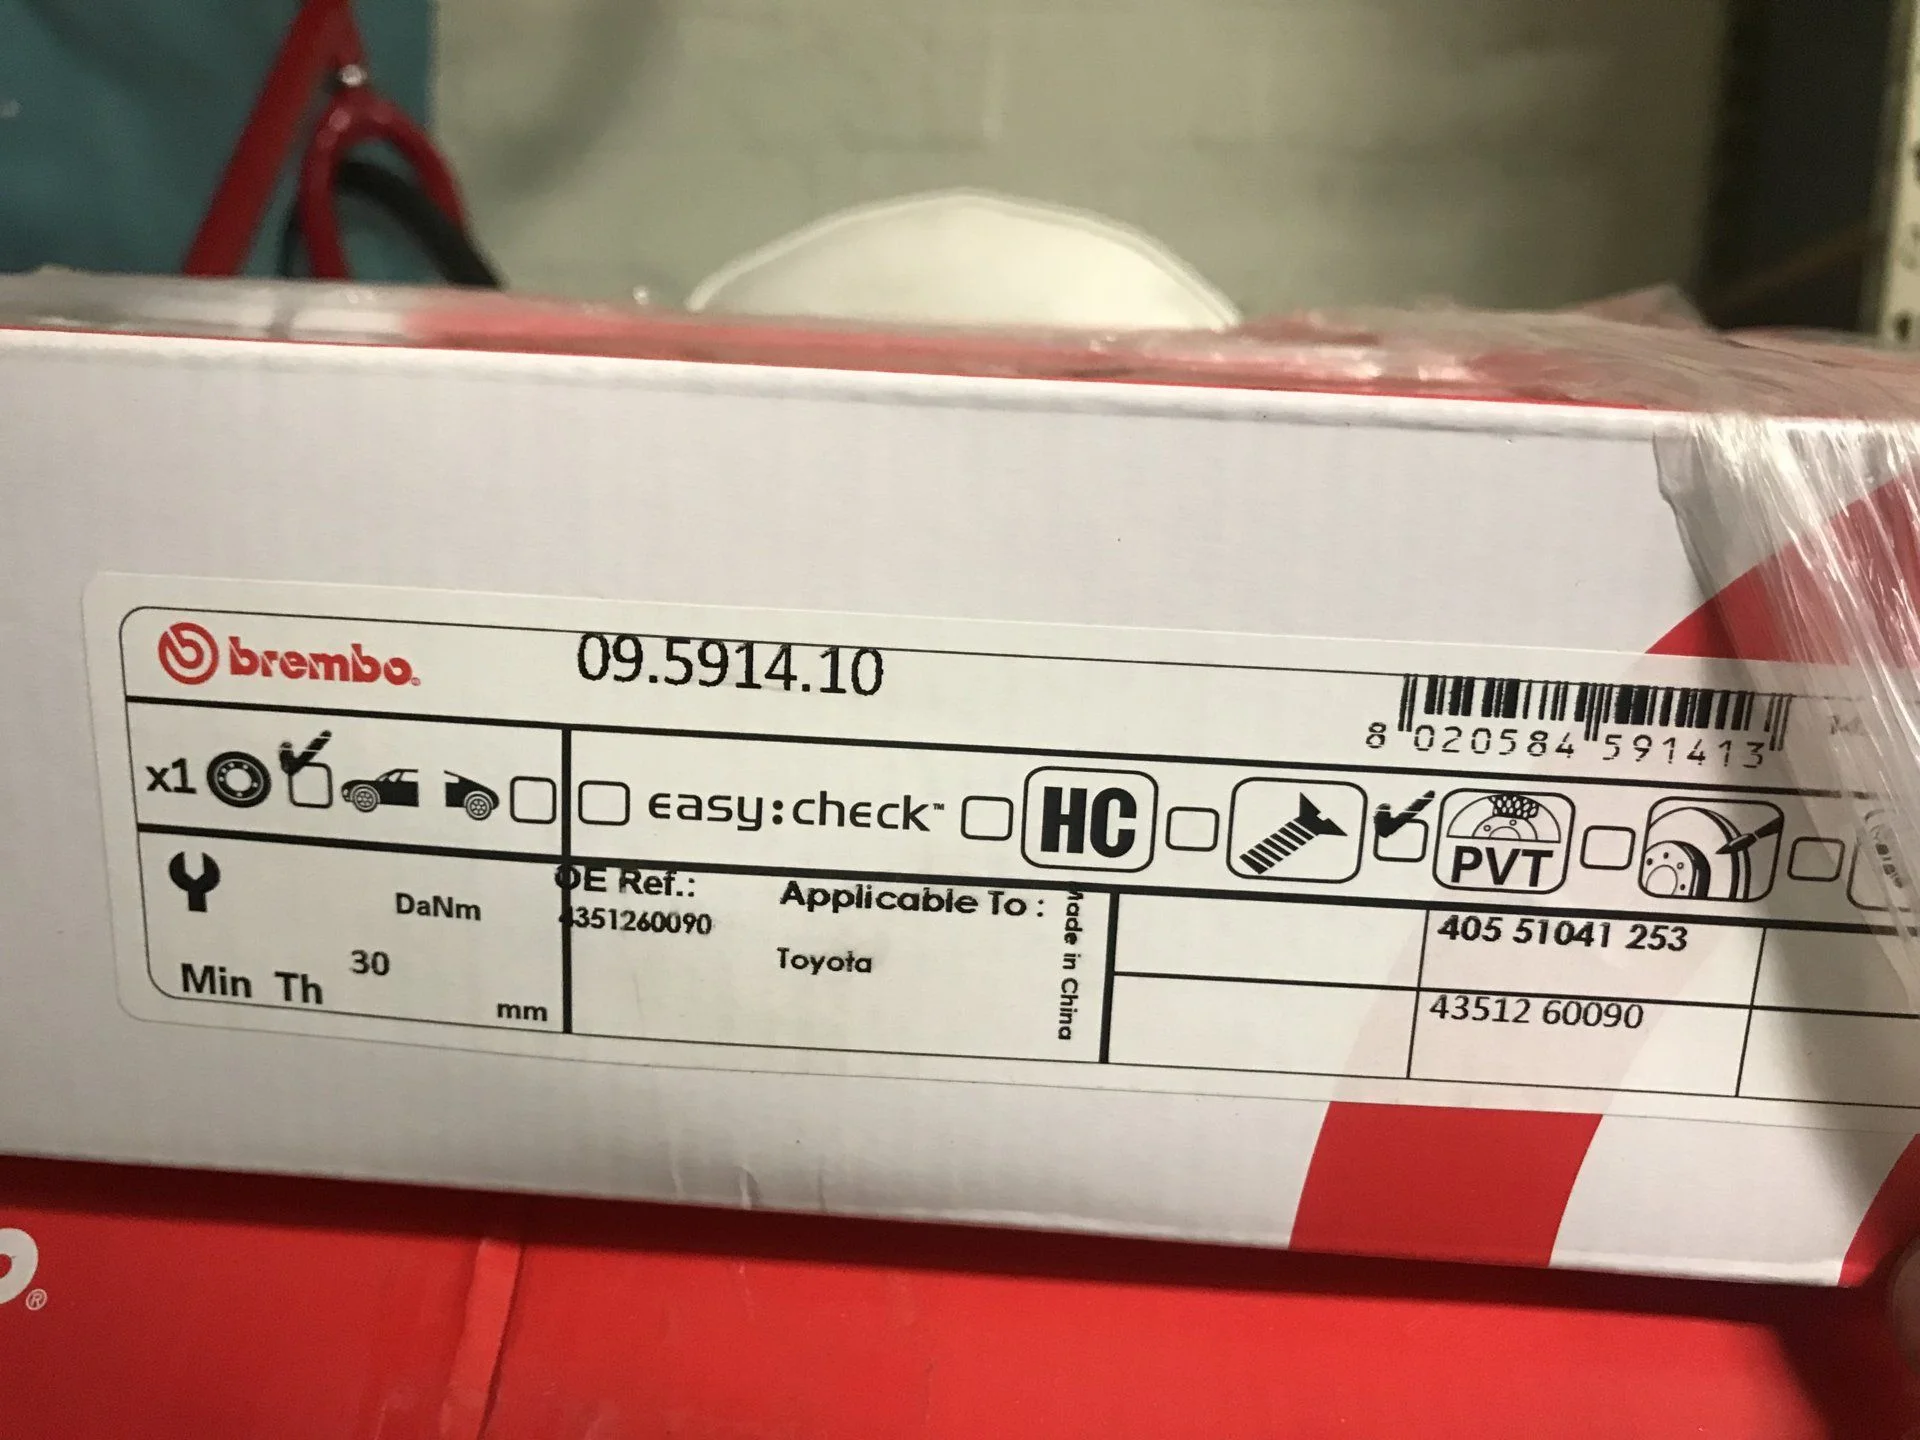 brembo®
09.5914.10
8 020584 591413
x1
easy:check™
HC
PVT
DaNm
30
Min Th
mm
OE Ref.:
4351260090
Applicable To :
Toyota
Made in China
405 51041 253
43512 60090
®